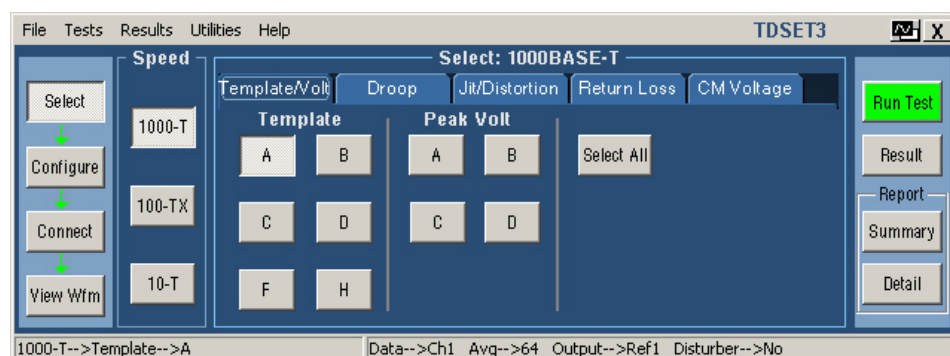 File Tests Results Utilities Help TDSET3 X
Speed
Select: 1000BASE-T
Template/Volt Droop Jit/Distortion Return Loss CM Voltage
Select
Configure
Connect
View Wfm
1000-T
100-TX
10-T
Template
A B
C D
F H
Peak Volt
A B
C D
Select All
Run Test
Result
Report
Summary
Detail
1000-T-->Template-->A Data-->Ch1 Avg-->64 Output-->Ref1 Disturber-->No